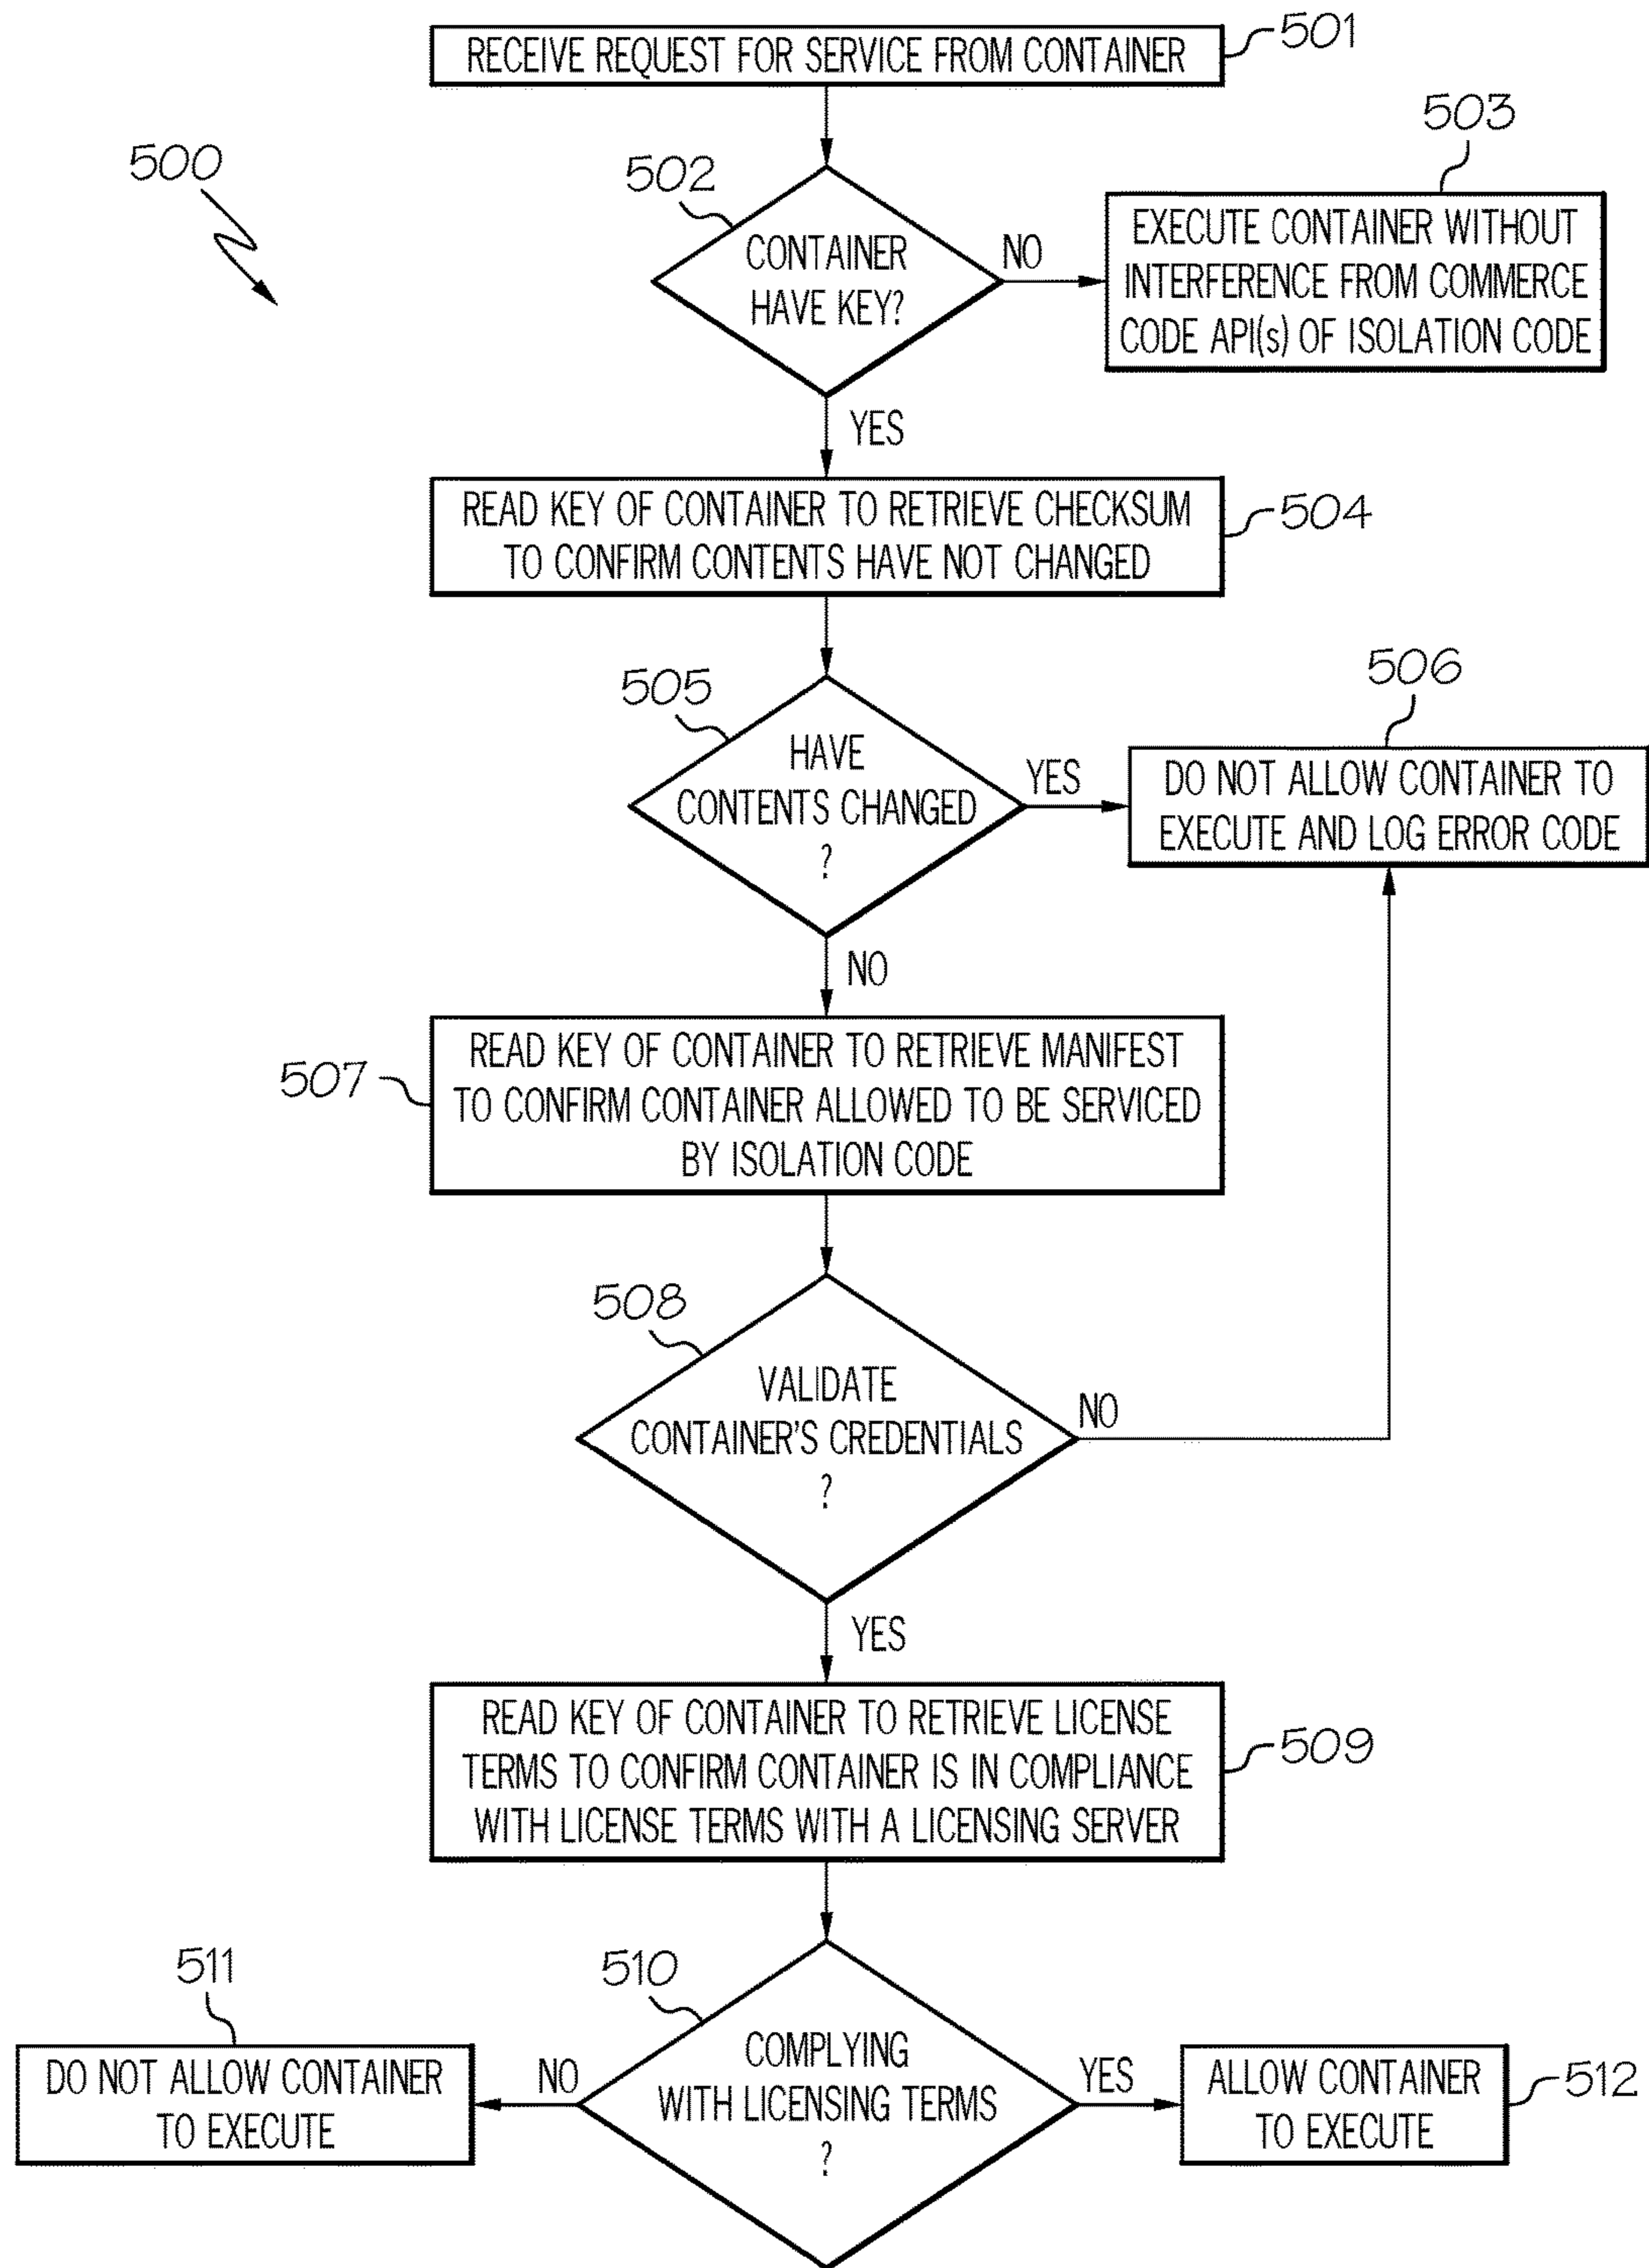 RECEIVE REQUEST FOR SERVICE FROM CONTAINER
501
500
502
CONTAINER
HAVE KEY?
NO
503
EXECUTE CONTAINER WITHOUT
INTERFERENCE FROM COMMERCE
CODE API(s) OF ISOLATION CODE
YES
READ KEY OF CONTAINER TO RETRIEVE CHECKSUM
TO CONFIRM CONTENTS HAVE NOT CHANGED
504
505
HAVE
CONTENTS CHANGED
?
YES
506
DO NOT ALLOW CONTAINER TO
EXECUTE AND LOG ERROR CODE
NO
507
READ KEY OF CONTAINER TO RETRIEVE MANIFEST
TO CONFIRM CONTAINER ALLOWED TO BE SERVICED
BY ISOLATION CODE
508
VALIDATE
CONTAINER'S CREDENTIALS
?
NO
YES
READ KEY OF CONTAINER TO RETRIEVE LICENSE
TERMS TO CONFIRM CONTAINER IS IN COMPLIANCE
WITH LICENSE TERMS WITH A LICENSING SERVER
509
511
DO NOT ALLOW CONTAINER
TO EXECUTE
NO
510
COMPLYING
WITH LICENSING TERMS
?
YES
ALLOW CONTAINER
TO EXECUTE
512